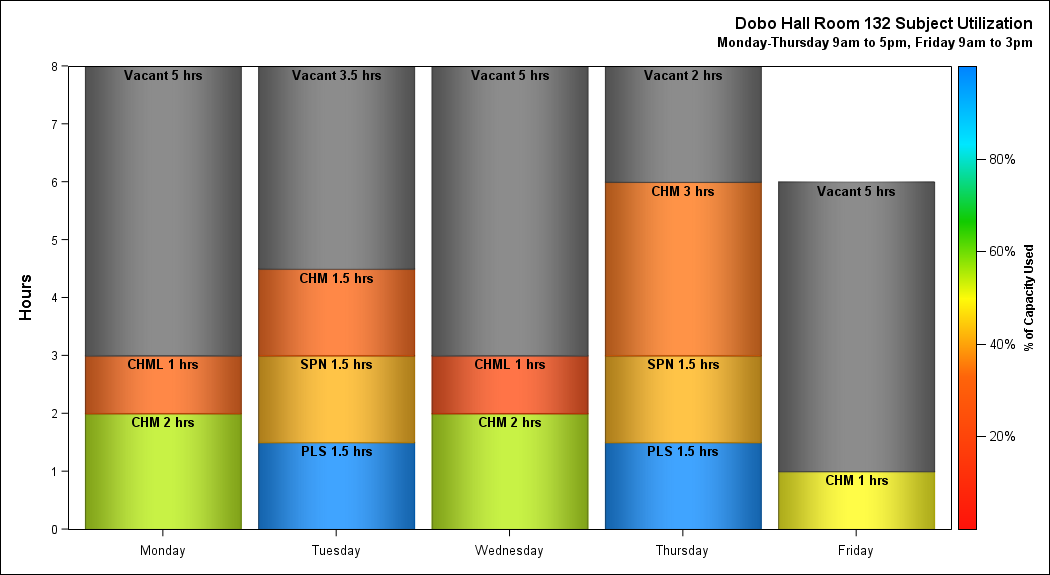 Dobo Hall Room 132 Subject Utilization
Monday-Thursday 9am to 5pm, Friday 9am to 3pm
Hours
8
7
6
5
4
3
2
1
0
Vacant 5 hrs
CHML 1 hrs
CHM 2 hrs
Vacant 3.5 hrs
CHM 1.5 hrs
SPN 1.5 hrs
PLS 1.5 hrs
Vacant 5 hrs
CHML 1 hrs
CHM 2 hrs
Vacant 2 hrs
CHM 3 hrs
SPN 1.5 hrs
PLS 1.5 hrs
Vacant 5 hrs
CHM 1 hrs
Monday
Tuesday
Wednesday
Thursday
Friday
80%
60%
40%
20%
% of Capacity Used